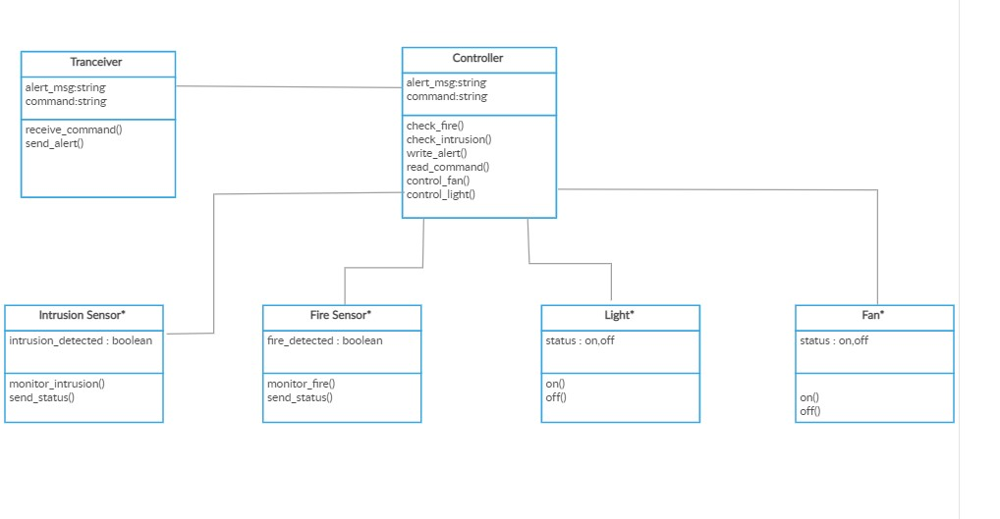 Tranceiver
alert_msg:string
command:string
receive_command()
send_alert()
Controller
alert_msg:string
command:string
check_fire()
check_intrusion()
write_alert()
read_command()
control_fan()
control_light()
Intrusion Sensor*
intrusion_detected : boolean
monitor_intrusion()
send_status()
Fire Sensor*
fire_detected : boolean
monitor_fire()
send_status()
Light*
status : on,off
on()
off()
Fan*
status : on,off
on()
off()